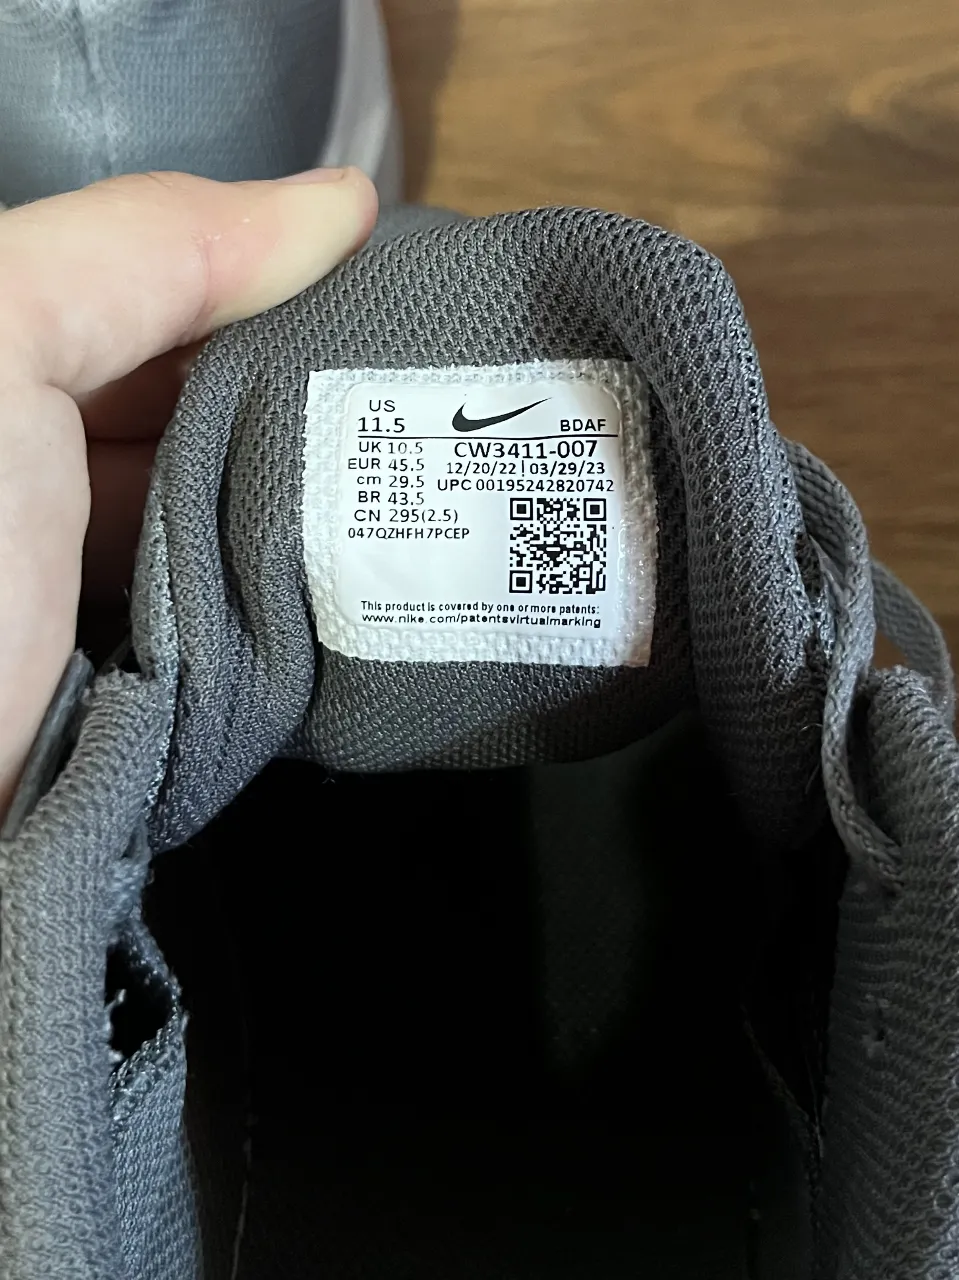 US
11.5
BDAF
UK 10.5
CW3411-007
EUR 45.5
12/20/22 | 03/29/23
cm 29.5
UPC 00195242820742
BR 43.5
CN 295(2.5)
047QZHFH7PCEP
This product is covered by one or more patents:
www.nike.com/patentsvirtualmarking